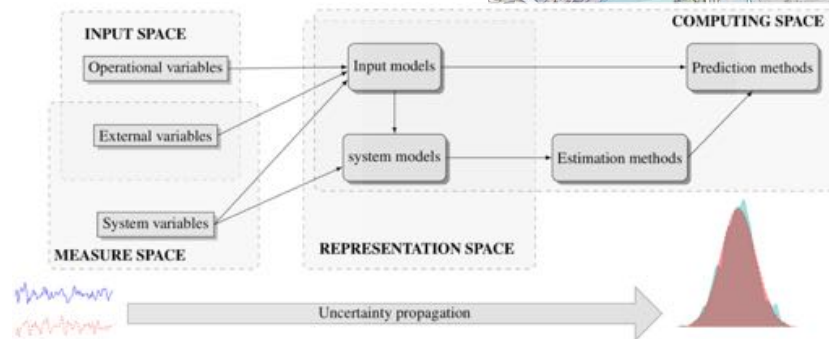 COMPUTING SPACE
INPUT SPACE
Operational variables
Input models
Prediction methods
External variables
system models
Estimation methods
System variables
MEASURE SPACE
REPRESENTATION SPACE
Uncertainty propagation